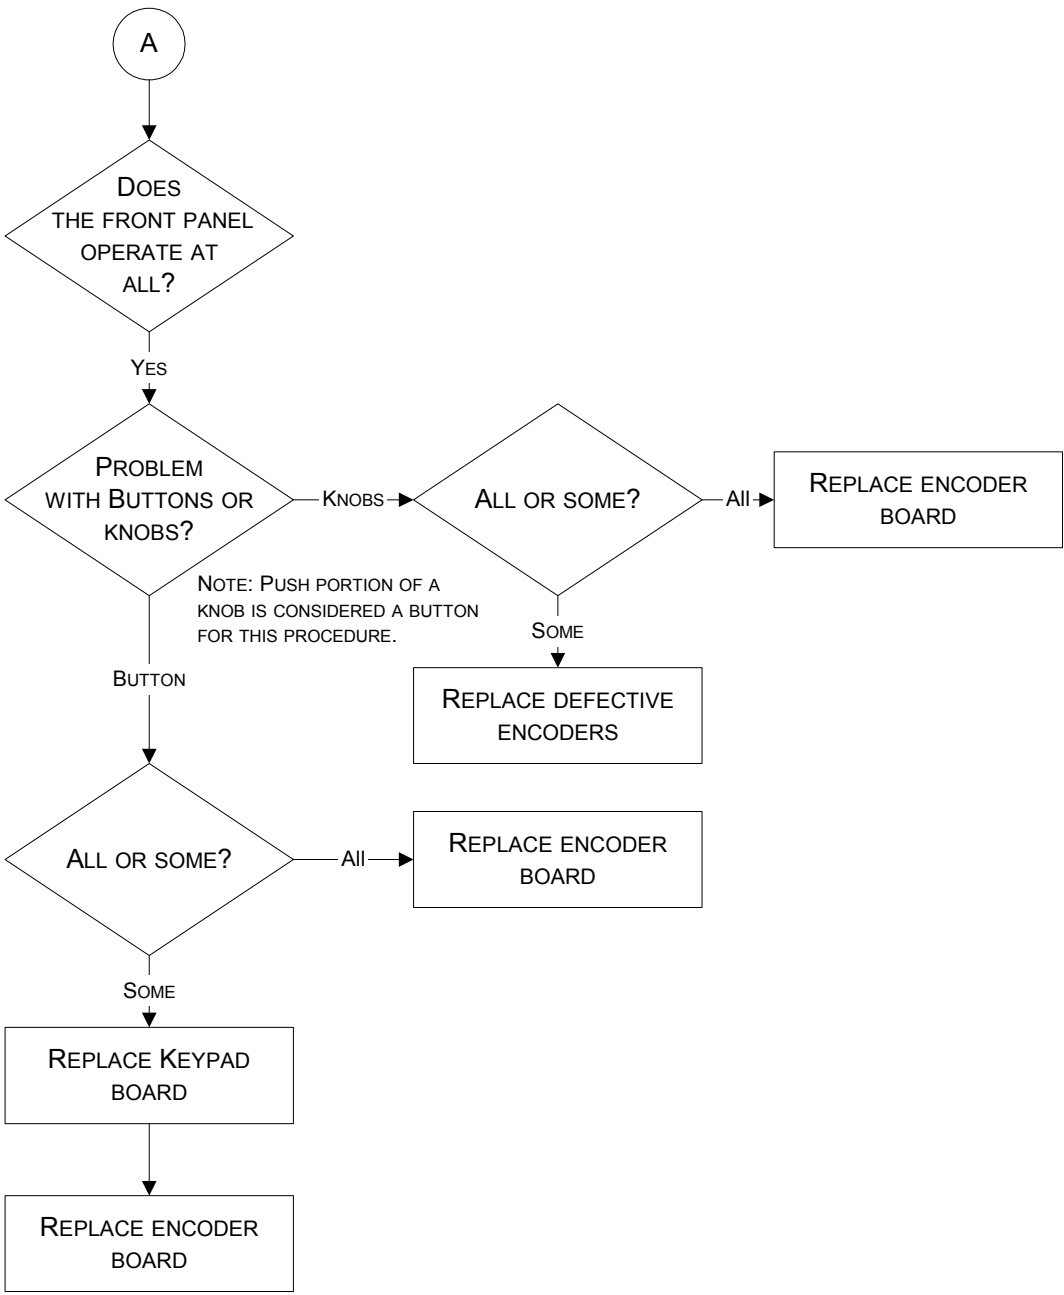 A
DOES
THE FRONT PANEL
OPERATE AT
ALL?
YES
PROBLEM
WITH BUTTONS OR
KNOBS?
KNOBS
ALL OR SOME?
All
REPLACE ENCODER
BOARD
NOTE: PUSH PORTION OF A
KNOB IS CONSIDERED A BUTTON
FOR THIS PROCEDURE.
SOME
REPLACE DEFECTIVE
ENCODERS
BUTTON
ALL OR SOME?
All
REPLACE ENCODER
BOARD
SOME
REPLACE KEYPAD
BOARD
REPLACE ENCODER
BOARD